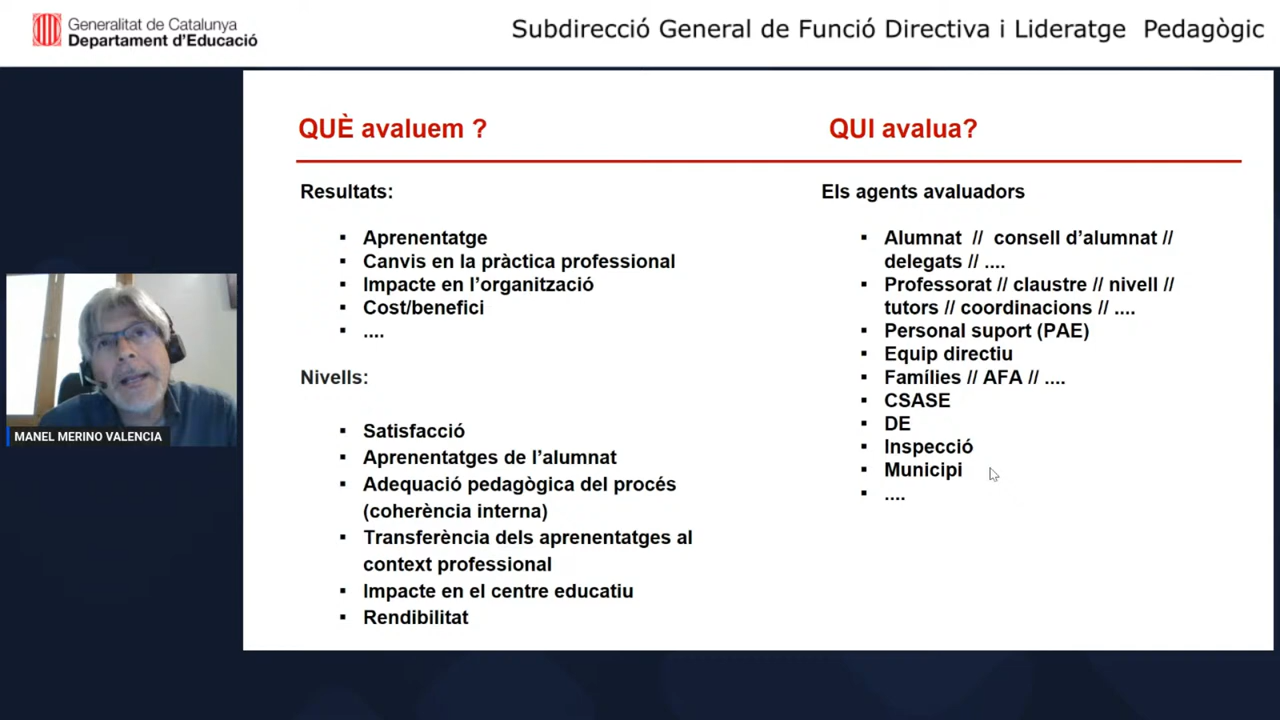 Generalitat de Catalunya
Departament d'Educació
Subdirecció General de Funció Directiva i Lideratge Pedagògic
QUÈ avaluem ?
Resultats:
▪ Aprenentatge
▪ Canvis en la pràctica professional
▪ Impacte en l'organització
▪ Cost/benefici
▪ ....
Nivells:
▪ Satisfacció
▪ Aprenentatges de l'alumnat
▪ Adequació pedagògica del procés
(coherència interna)
▪ Transferència dels aprenentatges al
context professional
▪ Impacte en el centre educatiu
▪ Rendibilitat
QUI avalua?
Els agents avaluadors
▪ Alumnat // consell d'alumnat //
delegats // ....
▪ Professorat // claustre // nivell //
tutors // coordinacions // ....
▪ Personal suport (PAE)
▪ Equip directiu
▪ Famílies // AFA // ....
▪ CSASE
▪ DE
▪ Inspecció
▪ Municipi
▪ ....
MANEL MERINO VALENCIA